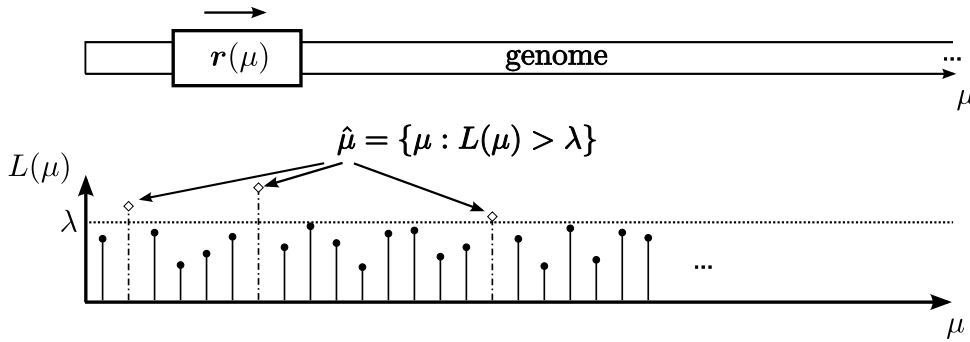 r(μ)
genome
...
μ
μ̂ = {μ : L(μ) > λ}
L(μ)
λ
...
μ